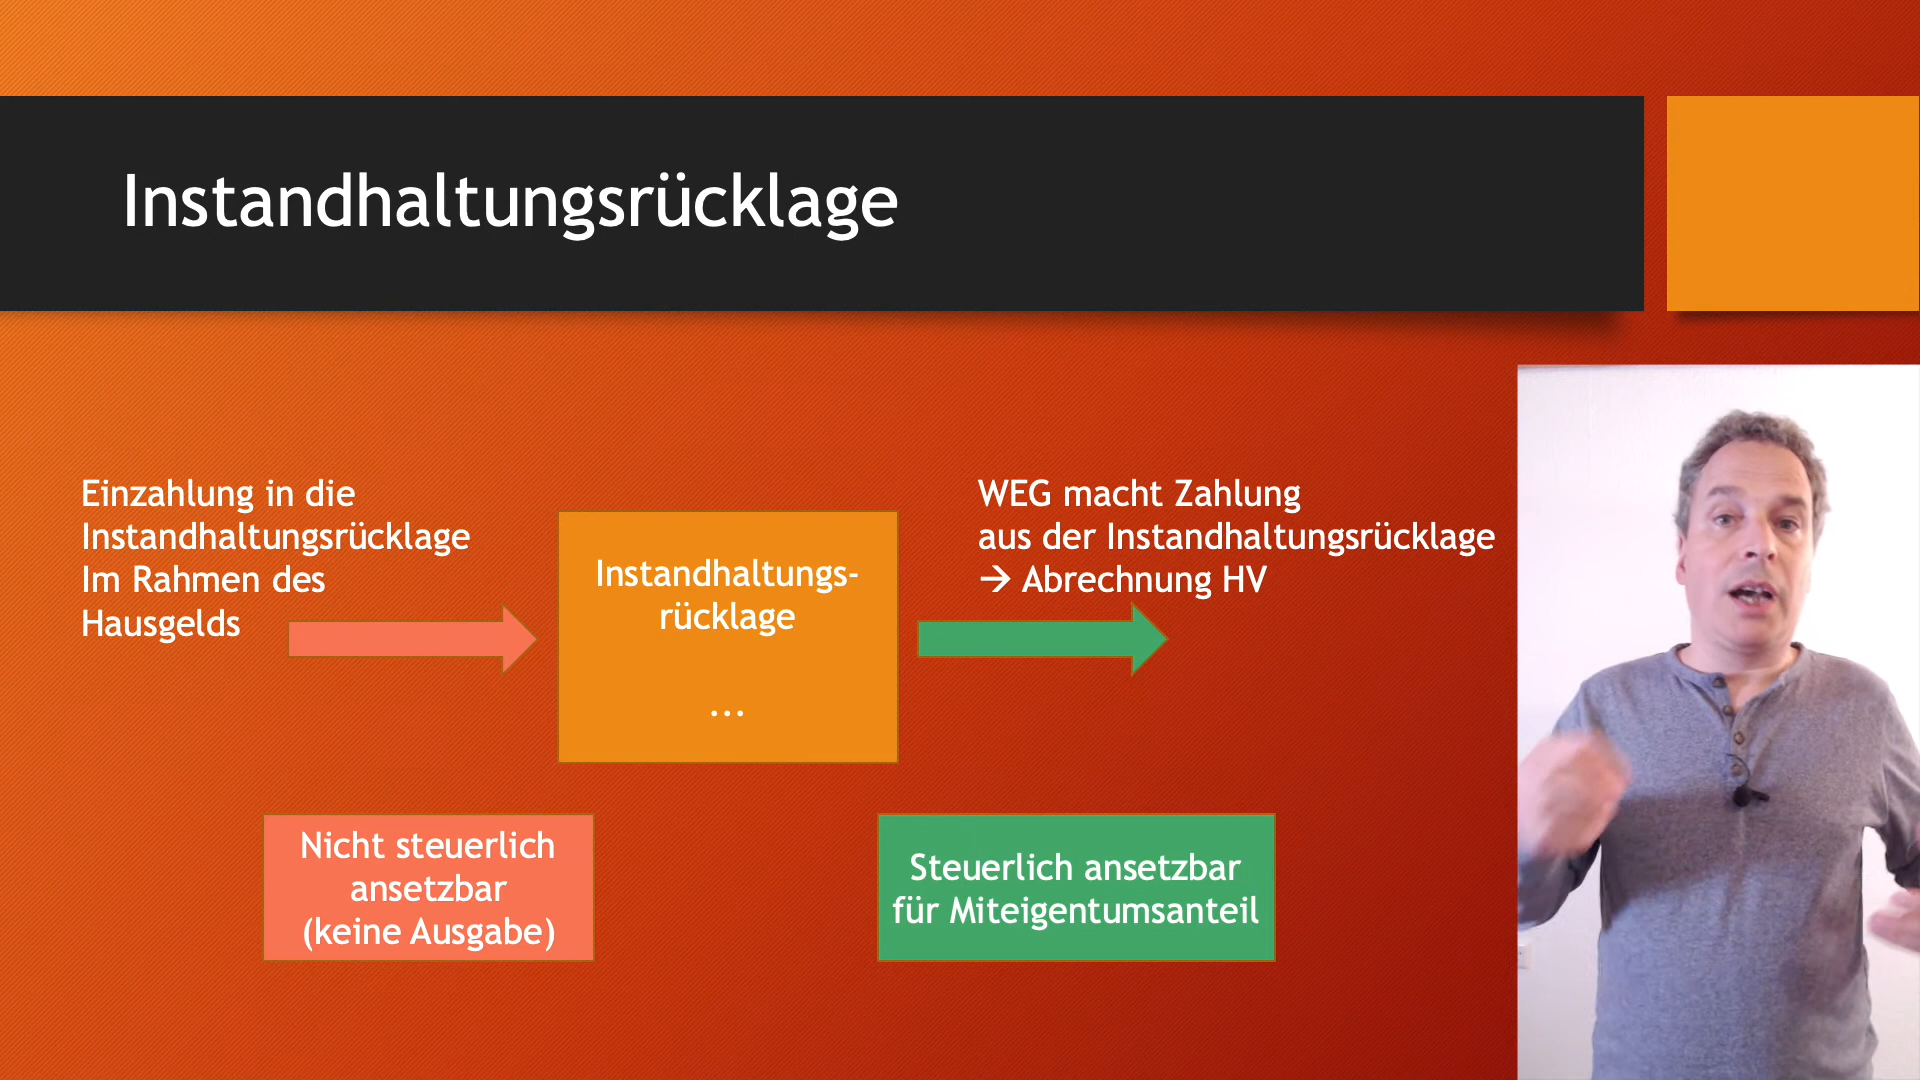 Instandhaltungsrücklage
Einzahlung in die
Instandhaltungsrücklage
Im Rahmen des
Hausgelds
Instandhaltungs-
rücklage
...
WEG macht Zahlung
aus der Instandhaltungsrücklage
→ Abrechnung HV
Nicht steuerlich
ansetzbar
(keine Ausgabe)
Steuerlich ansetzbar
für Miteigentumsanteil